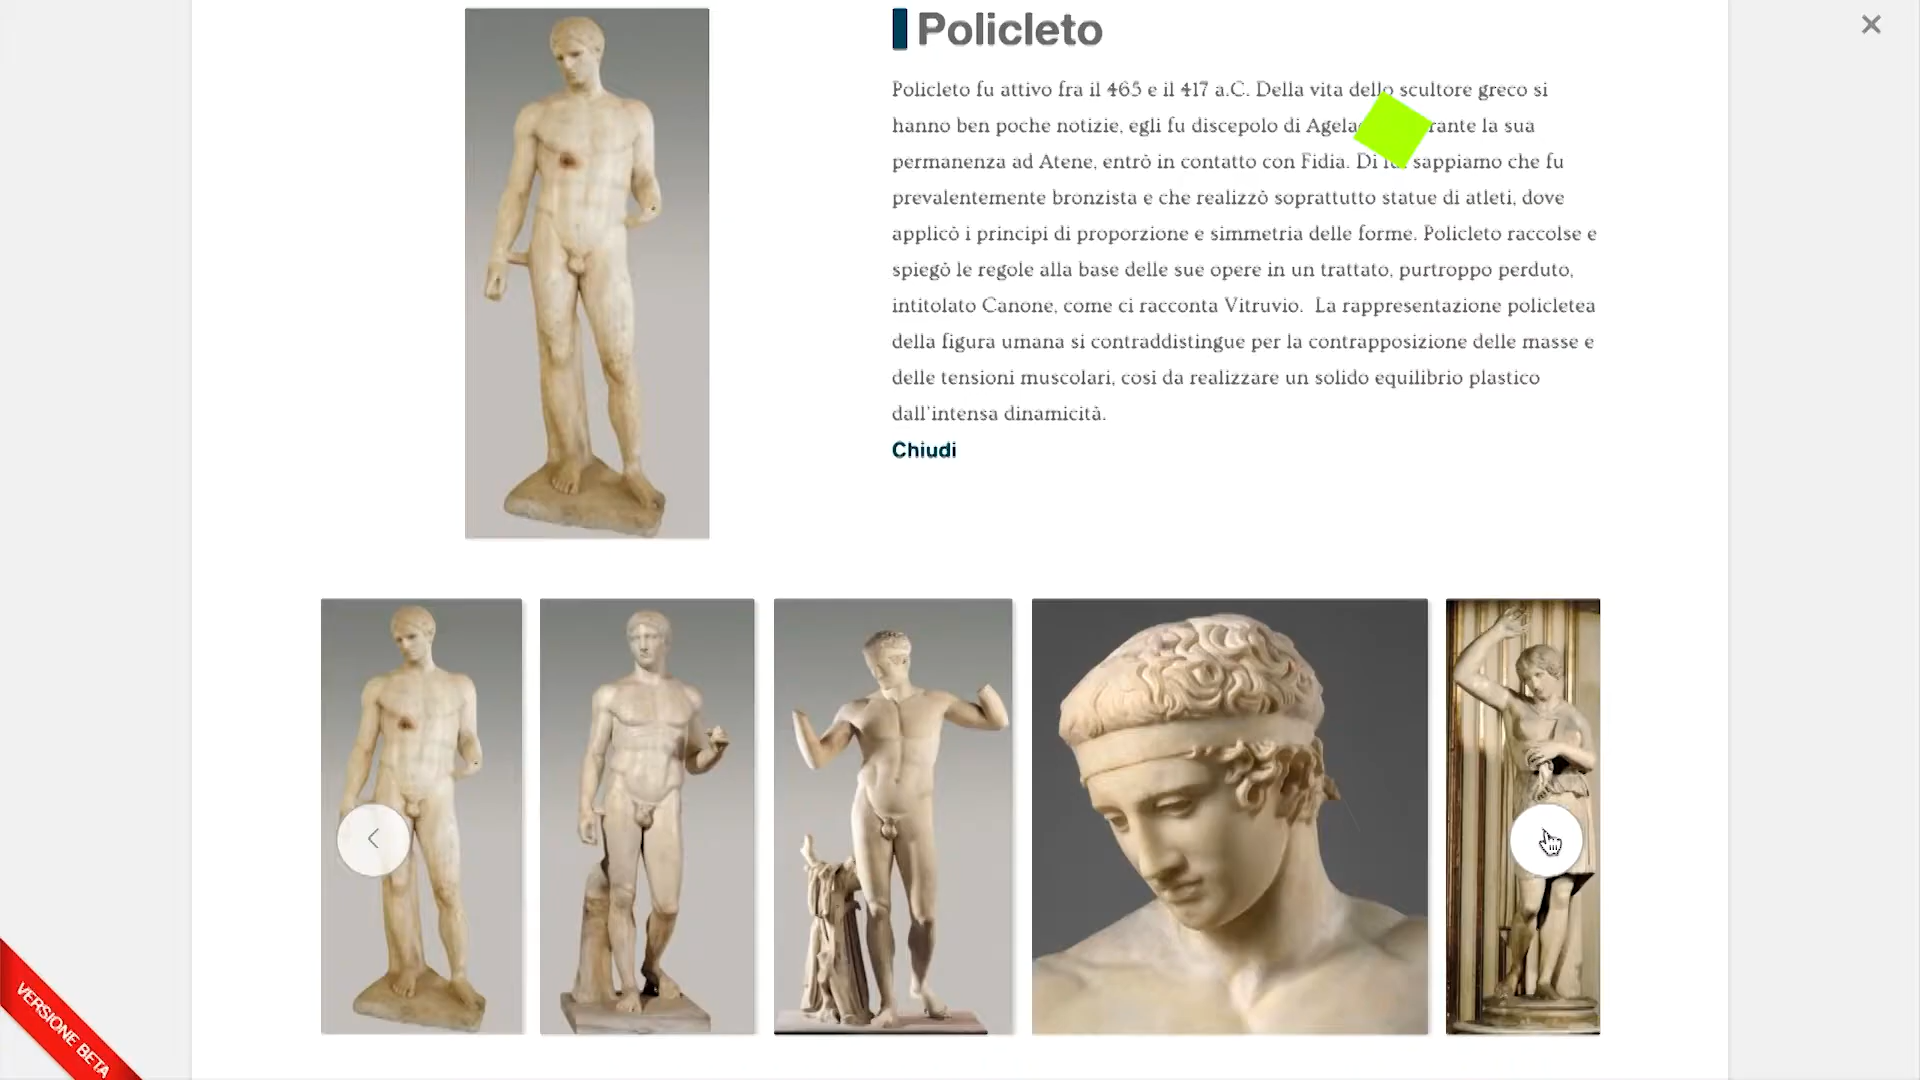 Policleto
Policleto fu attivo fra il 465 e il 417 a.C. Della vita dello scultore greco si
hanno ben poche notizie, egli fu discepolo di la sua
permanenza ad Atene, entrò in contatto con Fidia. Di sappiamo che fu
prevalentemente bronzista e che realizzò soprattutto statue di atleti, dove
applicò i principi di proporzione e simmetria delle forme. Policleto raccolse e
spiegò le regole alla base delle sue opere in un trattato, purtroppo perduto,
intitolato Canone, come ci racconta Vitruvio. La rappresentazione policletea
della figura umana si contraddistingue per la contrapposizione delle masse e
delle tensioni muscolari, così da realizzare un solido equilibrio plastico
dall'intensa dinamicità.
Chiudi
VERSIONE BETA